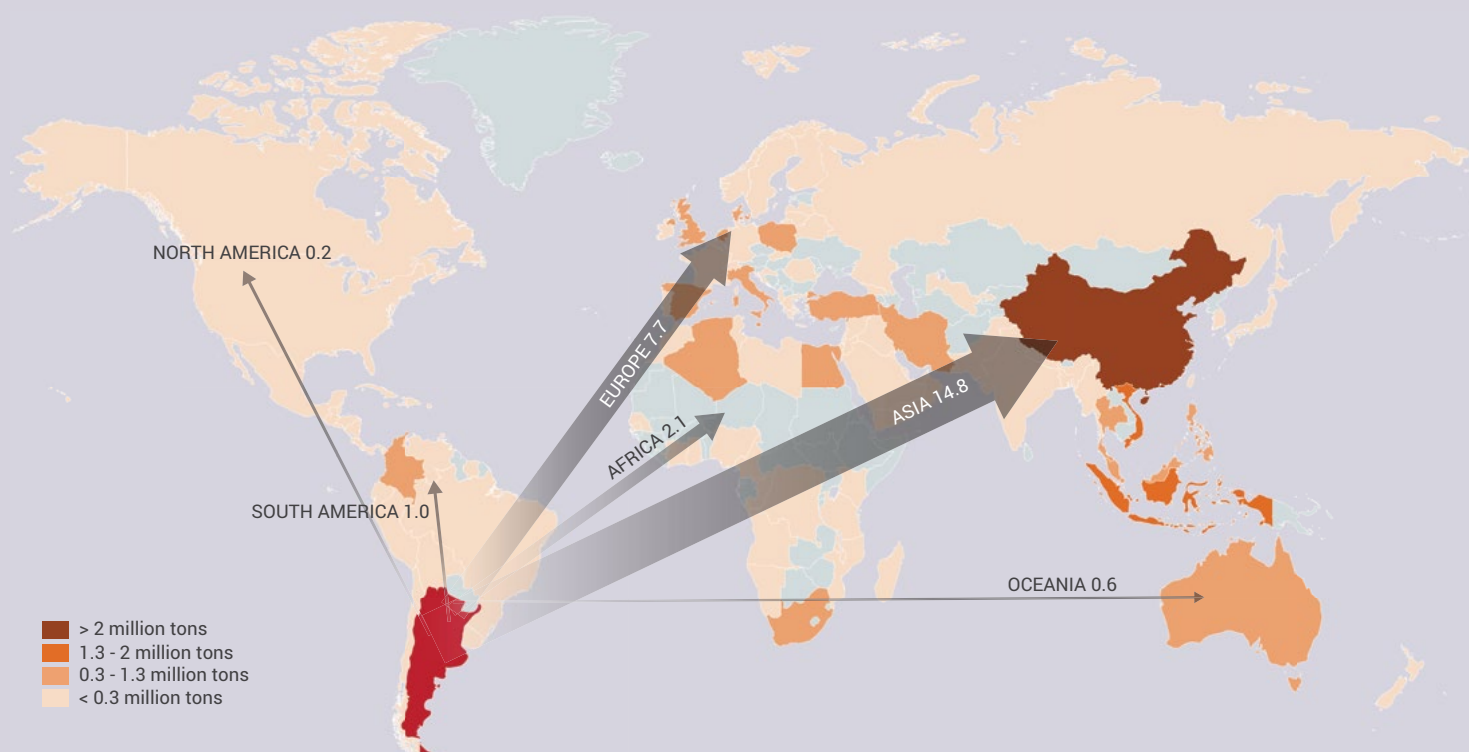 NORTH AMERICA 0.2
EUROPE 7.7
ASIA 14.8
AFRICA 2.1
SOUTH AMERICA 1.0
OCEANIA 0.6
> 2 million tons
1.3 - 2 million tons
0.3 - 1.3 million tons
< 0.3 million tons